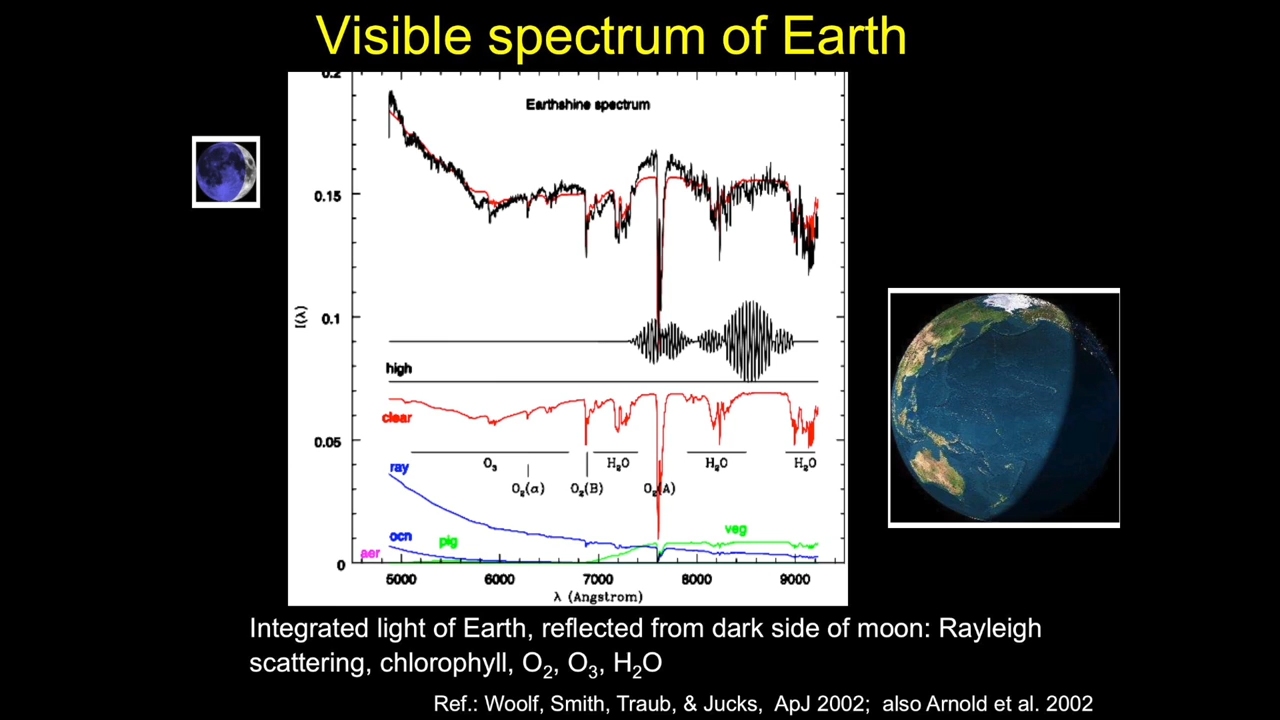 Visible spectrum of Earth
0.2
Earthshine spectrum
0.15
I(λ)
0.1
high
clear
0.05
O₃
H₂O
H₂O
H₂O
ray
O₂(α)
O₂(B)
O₂(A)
ocn
pig
veg
aer
0
5000
6000
7000
8000
9000
λ (Angstrom)
Integrated light of Earth, reflected from dark side of moon: Rayleigh
scattering, chlorophyll, O₂, O₃, H₂O
Ref.: Woolf, Smith, Traub, & Jucks, ApJ 2002; also Arnold et al. 2002